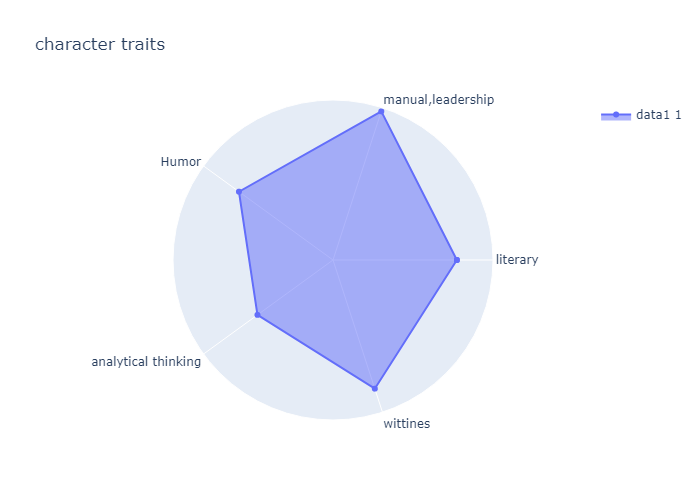 character traits
manual,leadership
data1 1
Humor
literary
analytical thinking
wittines